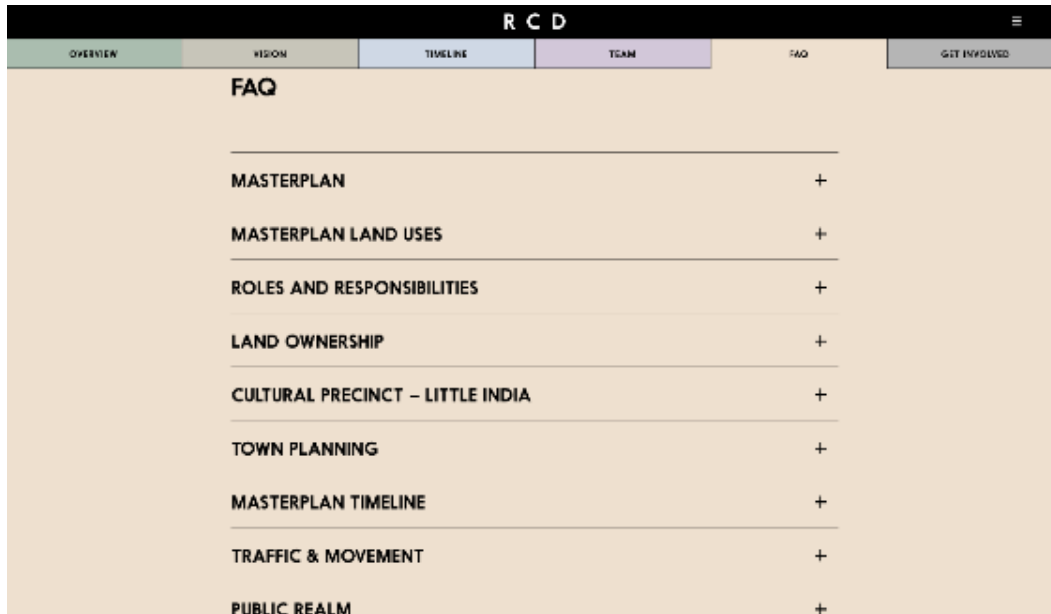 RCD
OVERVIEW VISION TIMELINE TEAM FAQ GET INVOLVED
FAQ
MASTERPLAN +
MASTERPLAN LAND USES +
ROLES AND RESPONSIBILITIES +
LAND OWNERSHIP +
CULTURAL PRECINCT – LITTLE INDIA +
TOWN PLANNING +
MASTERPLAN TIMELINE +
TRAFFIC & MOVEMENT +
PUBLIC REALM +